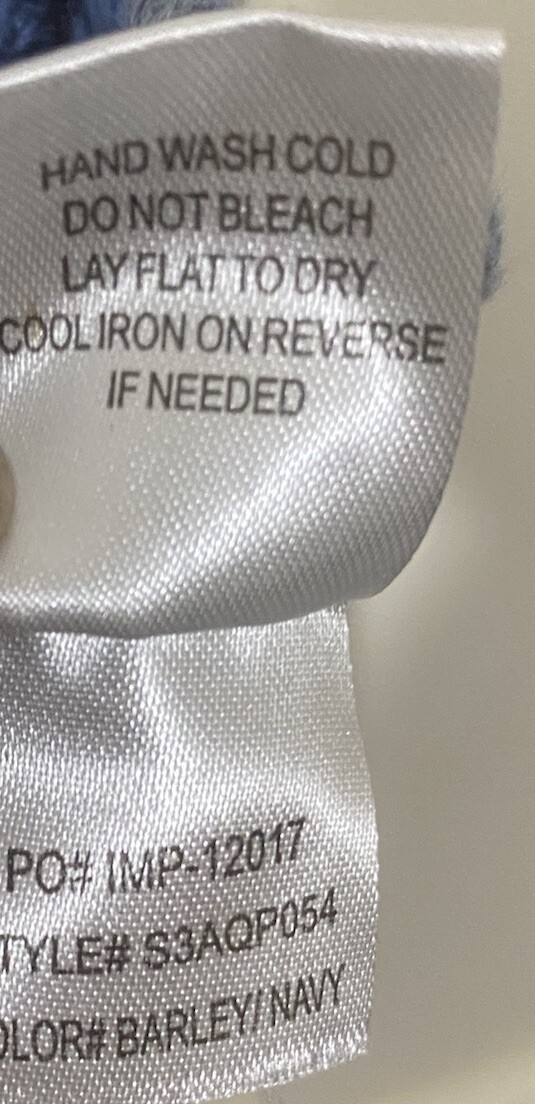 HAND WASH COLD
DO NOT BLEACH
LAY FLAT TO DRY
COOL IRON ON REVERSE
IF NEEDED
PO# IMP-12017
TYLE# S3AQP054
OLOR# BARLEY/ NAVY